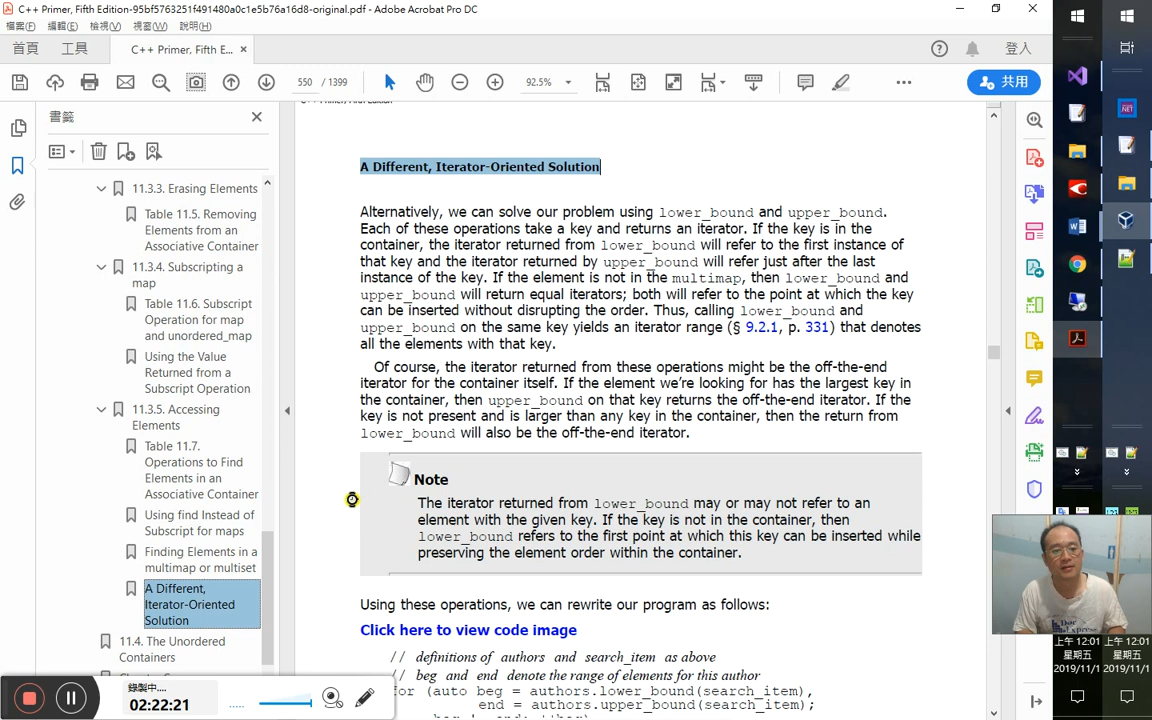 C++ Primer, Fifth Edition-95bf5763251f491480a0c1e5b76a16d8-original.pdf - Adobe Acrobat Pro DC
檔案(F) 編輯(E) 檢視(V) 視窗(W) 說明(H)
首頁 工具 C++ Primer, Fifth E... × 登入
550 / 1399 92.5% 共用
書籤
11.3.3. Erasing Elements
Table 11.5. Removing
Elements from an
Associative Container
11.3.4. Subscripting a
map
Table 11.6. Subscript
Operation for map
and unordered_map
Using the Value
Returned from a
Subscript Operation
11.3.5. Accessing
Elements
Table 11.7.
Operations to Find
Elements in an
Associative Container
Using find Instead of
Subscript for maps
Finding Elements in a
multimap or multiset
A Different,
Iterator-Oriented
Solution
11.4. The Unordered
Containers
C++ Primer, Fifth Edition
A Different, Iterator-Oriented Solution
Alternatively, we can solve our problem using lower_bound and upper_bound.
Each of these operations take a key and returns an iterator. If the key is in the
container, the iterator returned from lower_bound will refer to the first instance of
that key and the iterator returned by upper_bound will refer just after the last
instance of the key. If the element is not in the multimap, then lower_bound and
upper_bound will return equal iterators; both will refer to the point at which the key
can be inserted without disrupting the order. Thus, calling lower_bound and
upper_bound on the same key yields an iterator range (§ 9.2.1, p. 331) that denotes
all the elements with that key.
Of course, the iterator returned from these operations might be the off-the-end
iterator for the container itself. If the element we're looking for has the largest key in
the container, then upper_bound on that key returns the off-the-end iterator. If the
key is not present and is larger than any key in the container, then the return from
lower_bound will also be the off-the-end iterator.
Note
The iterator returned from lower_bound may or may not refer to an
element with the given key. If the key is not in the container, then
lower_bound refers to the first point at which this key can be inserted while
preserving the element order within the container.
Using these operations, we can rewrite our program as follows:
Click here to view code image
// definitions of authors and search_item as above
// beg and end denote the range of elements for this author
for (auto beg = authors.lower_bound(search_item),
end = authors.upper_bound(search_item);
錄製中....
02:22:21
上午 12:01 上午 12:01
星期五 星期五
2019/11/1 2019/11/1